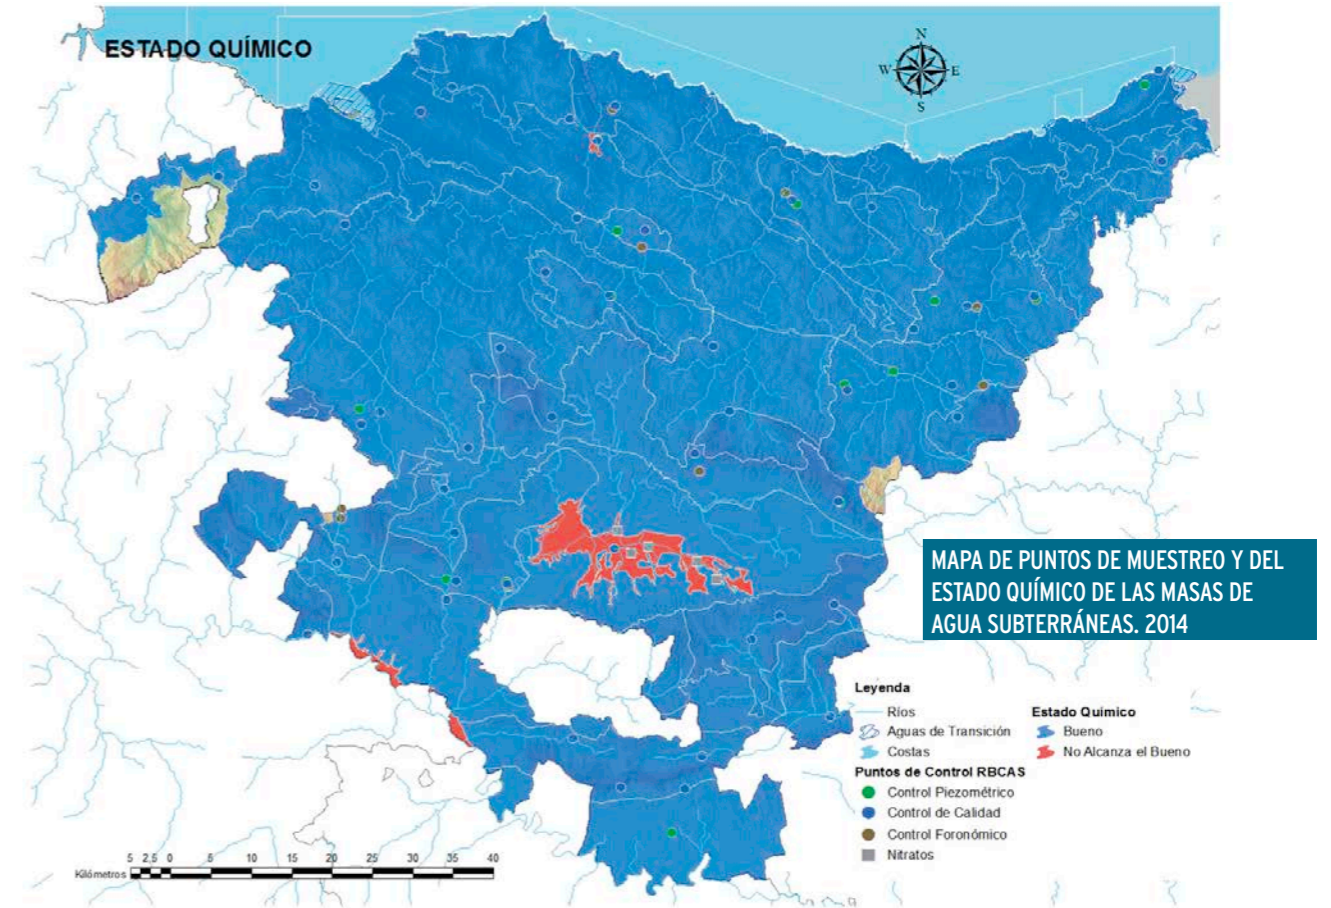 ESTADO QUÍMICO
N
W
E
S
MAPA DE PUNTOS DE MUESTREO Y DEL
ESTADO QUÍMICO DE LAS MASAS DE
AGUA SUBTERRÁNEAS. 2014
Leyenda
Ríos
Aguas de Transición
Costas
Puntos de Control RBCAS
Control Piezométrico
Control de Calidad
Control Foronómico
Nitratos
Estado Químico
Bueno
No Alcanza el Bueno
5 2,5 0 5 10 15 20 25 30 35 40
Kilómetros